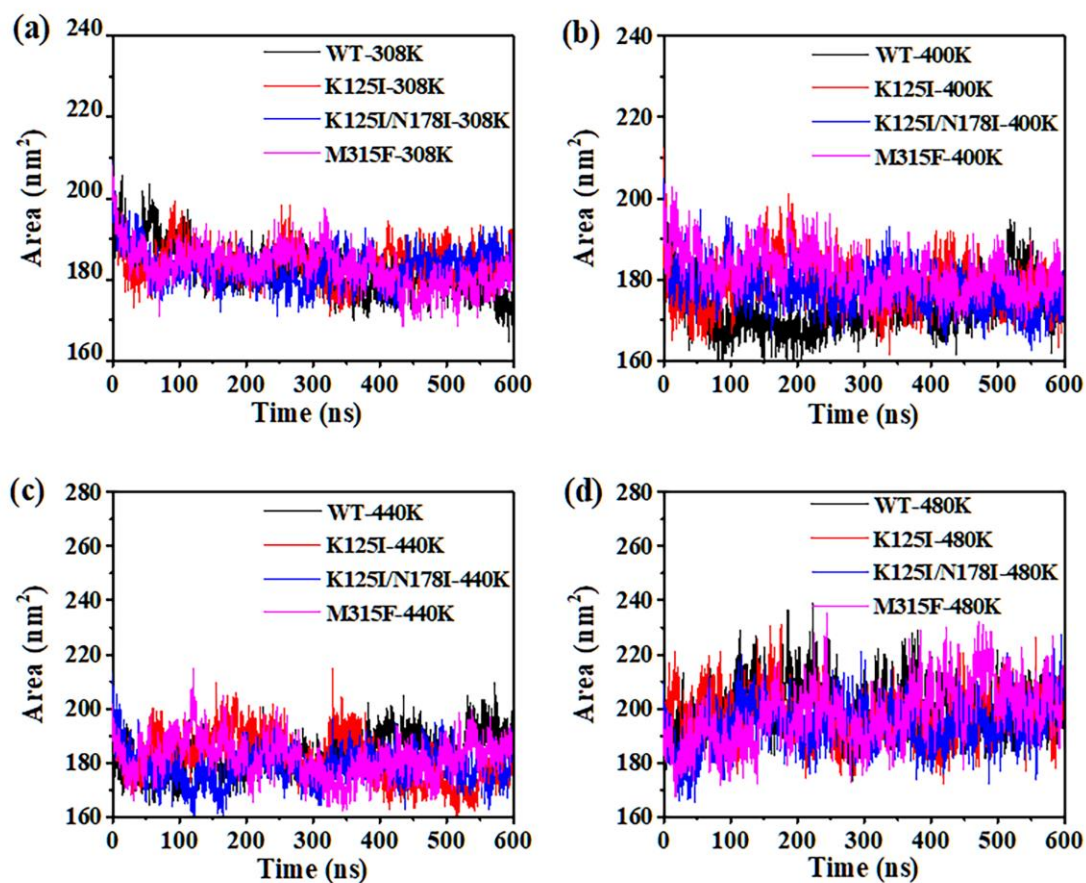 (a)
WT-308K
K125I-308K
K125I/N178I-308K
M315F-308K
240
220
200
180
160
Area (nm²)
0 100 200 300 400 500 600
Time (ns)
(b)
WT-400K
K125I-400K
K125I/N178I-400K
M315F-400K
240
220
200
180
160
Area (nm²)
0 100 200 300 400 500 600
Time (ns)
(c)
WT-440K
K125I-440K
K125I/N178I-440K
M315F-440K
280
260
240
220
200
180
160
Area (nm²)
0 100 200 300 400 500 600
Time (ns)
(d)
WT-480K
K125I-480K
K125I/N178I-480K
M315F-480K
280
260
240
220
200
180
160
Area (nm²)
0 100 200 300 400 500 600
Time (ns)